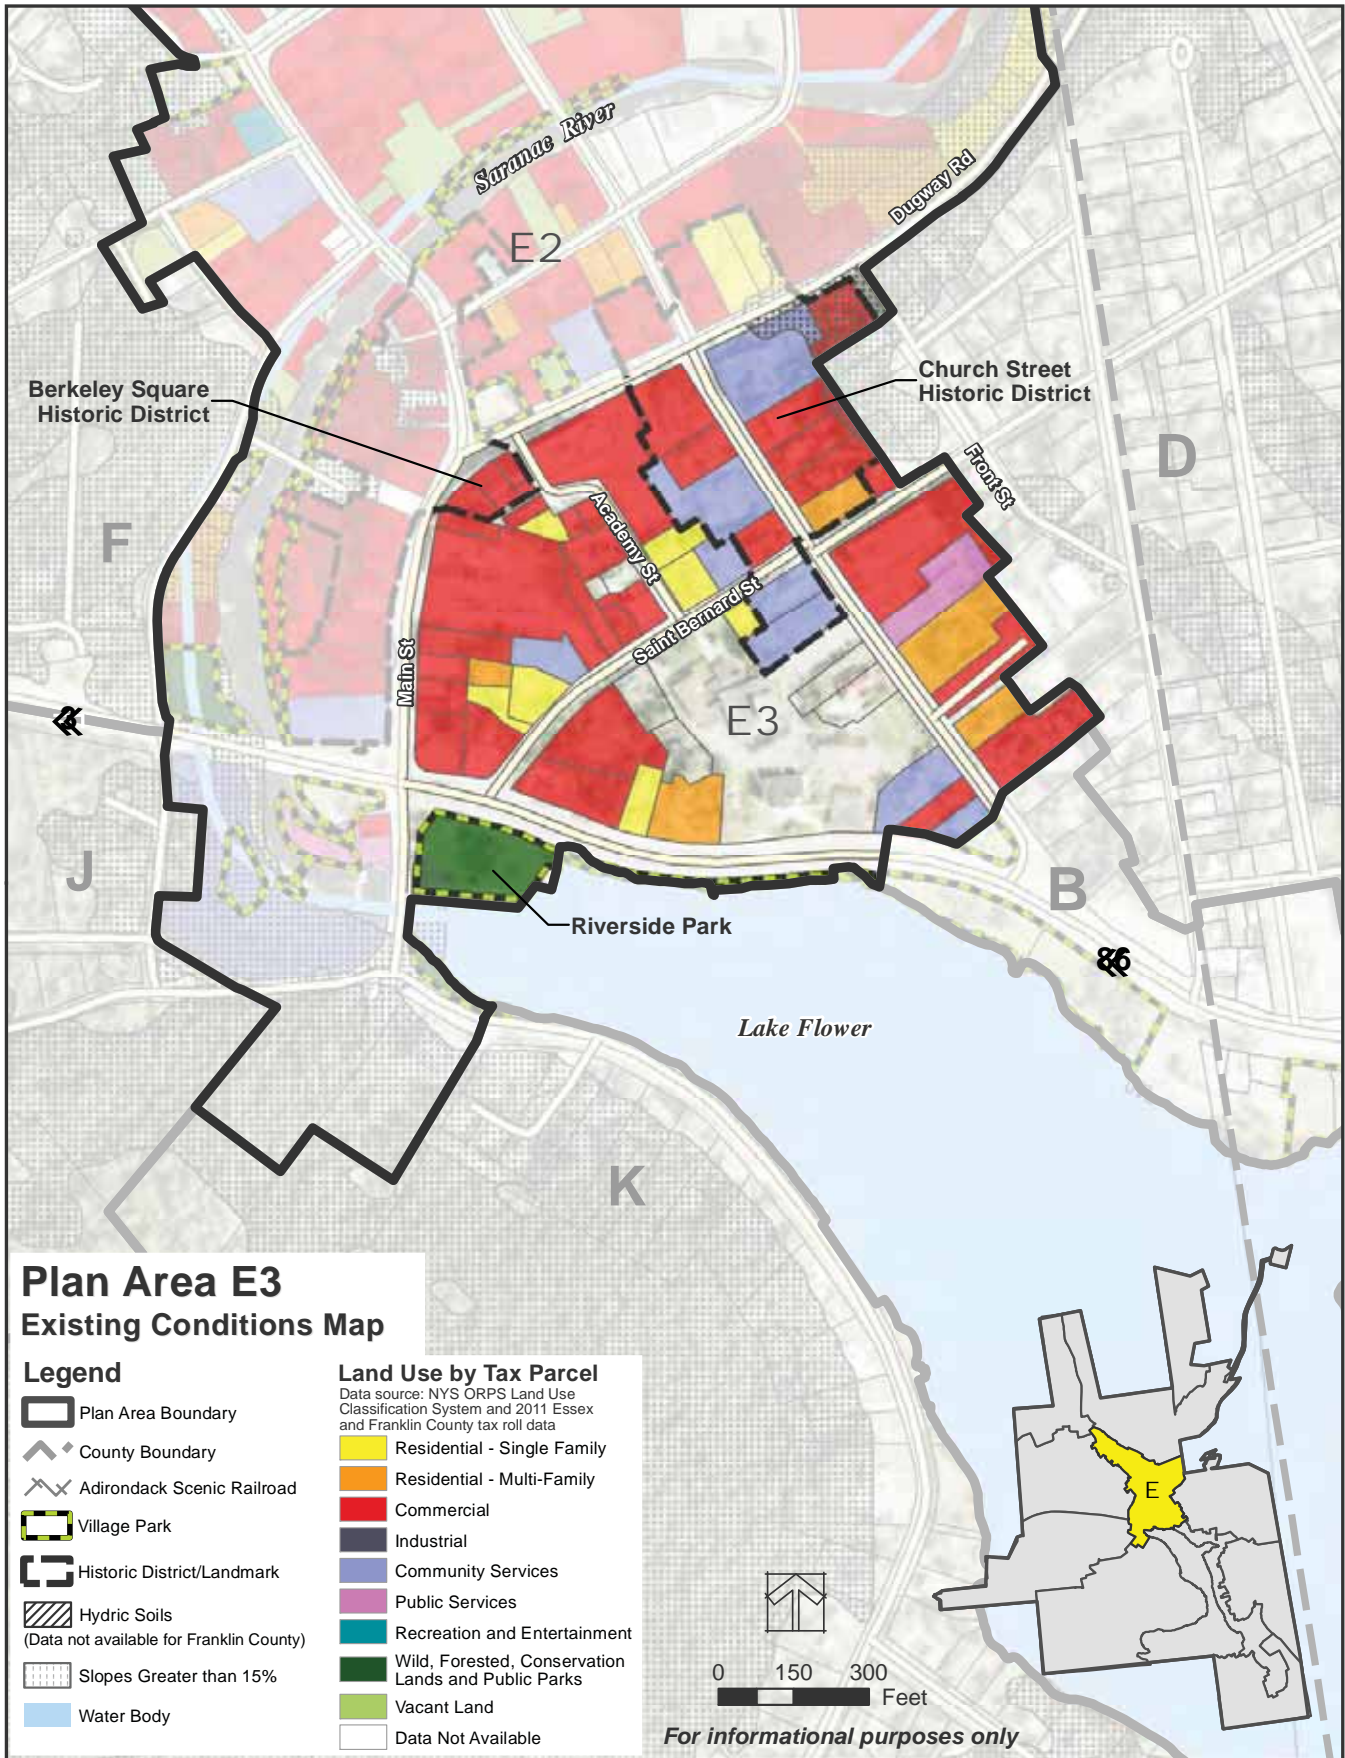 Saranac River
Dugway Rd
E2
Berkeley Square
Historic District
Church Street
Historic District
D
Front St
F
Academy St
Saint Bernard St
Main St
3
E3
J
B
Riverside Park
86
Lake Flower
K
Plan Area E3
Existing Conditions Map
Legend
Plan Area Boundary
County Boundary
Adirondack Scenic Railroad
Village Park
Historic District/Landmark
Hydric Soils
(Data not available for Franklin County)
Slopes Greater than 15%
Water Body
Land Use by Tax Parcel
Data source: NYS ORPS Land Use
Classification System and 2011 Essex
and Franklin County tax roll data
Residential - Single Family
Residential - Multi-Family
Commercial
Industrial
Community Services
Public Services
Recreation and Entertainment
Wild, Forested, Conservation
Lands and Public Parks
Vacant Land
Data Not Available
E
0 150 300
Feet
For informational purposes only